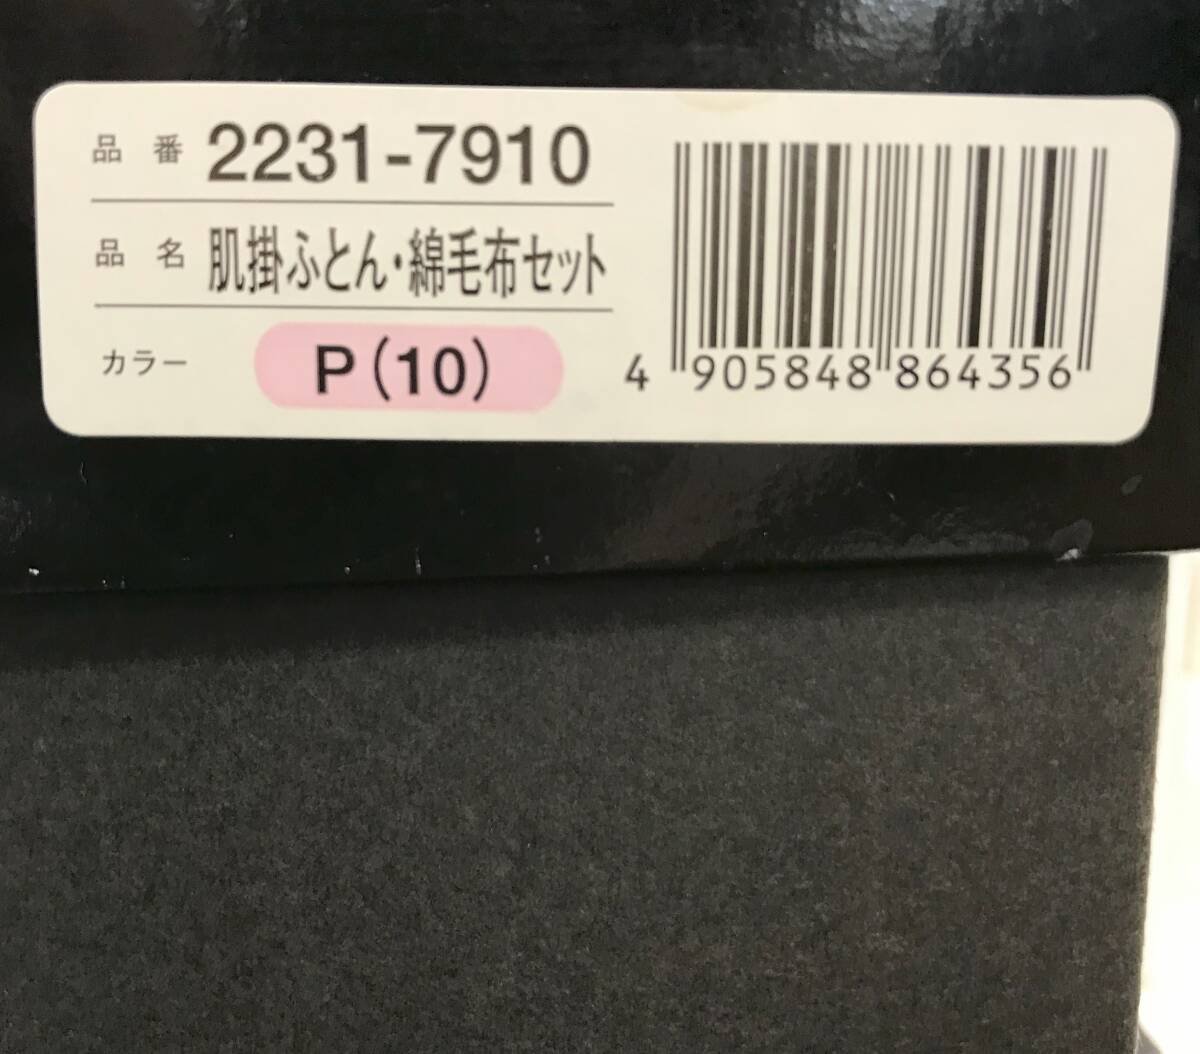 品番 2231-7910
品名 肌掛ふとん・綿毛布セット
カラー P(10)
4 905848 864356